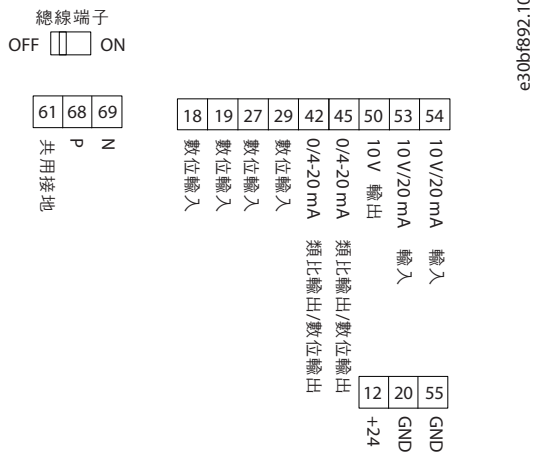 總線端子
OFF ON
e30bf892.10
61 68 69
共用接地
P
N
18 19 27 29 42 45 50 53 54
數位輸入
數位輸入
數位輸入
數位輸入
0/4-20 mA 類比輸出/數位輸出
0/4-20 mA 類比輸出/數位輸出
10 V 輸出
10 V/20 mA 輸入
10 V/20 mA 輸入
12 20 55
+24
GND
GND